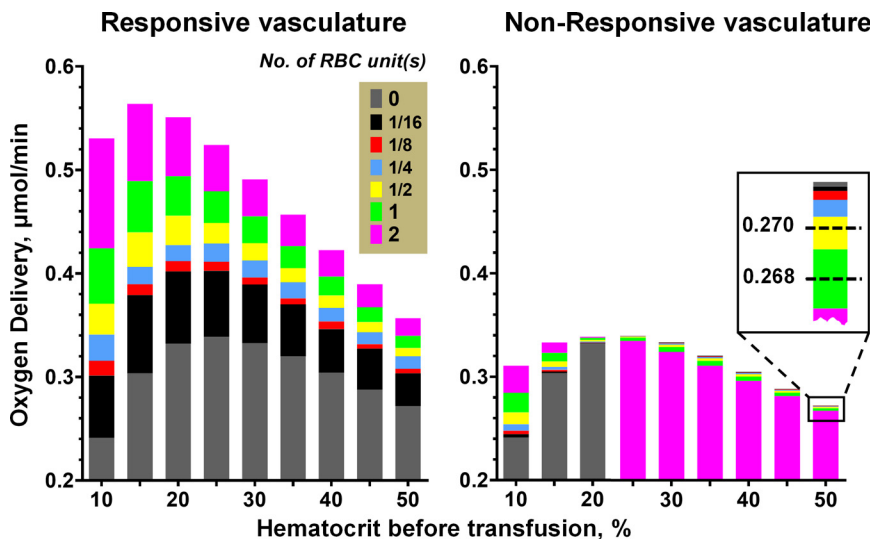 Responsive vasculature
Non-Responsive vasculature
No. of RBC unit(s)
0
1/16
1/8
1/4
1/2
1
2
Oxygen Delivery, µmol/min
0.6
0.5
0.4
0.3
0.2
10 20 30 40 50
0.6
0.5
0.4
0.3
0.2
10 20 30 40 50
0.270
0.268
Hematocrit before transfusion, %